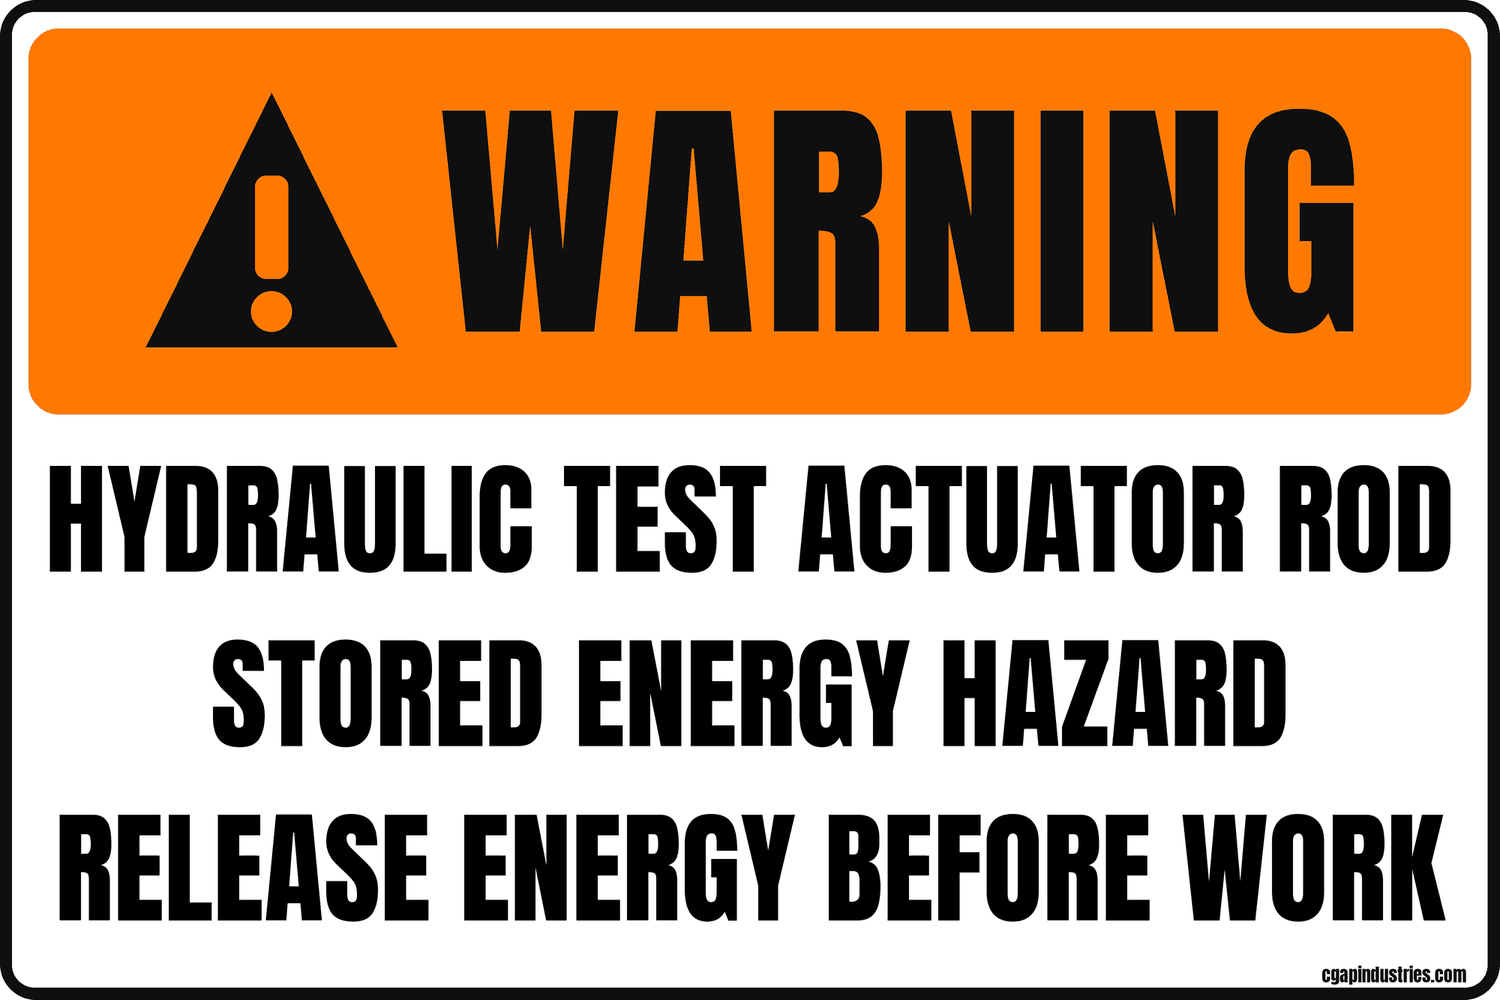 WARNING
HYDRAULIC TEST ACTUATOR ROD
STORED ENERGY HAZARD
RELEASE ENERGY BEFORE WORK
cgapindustries.com